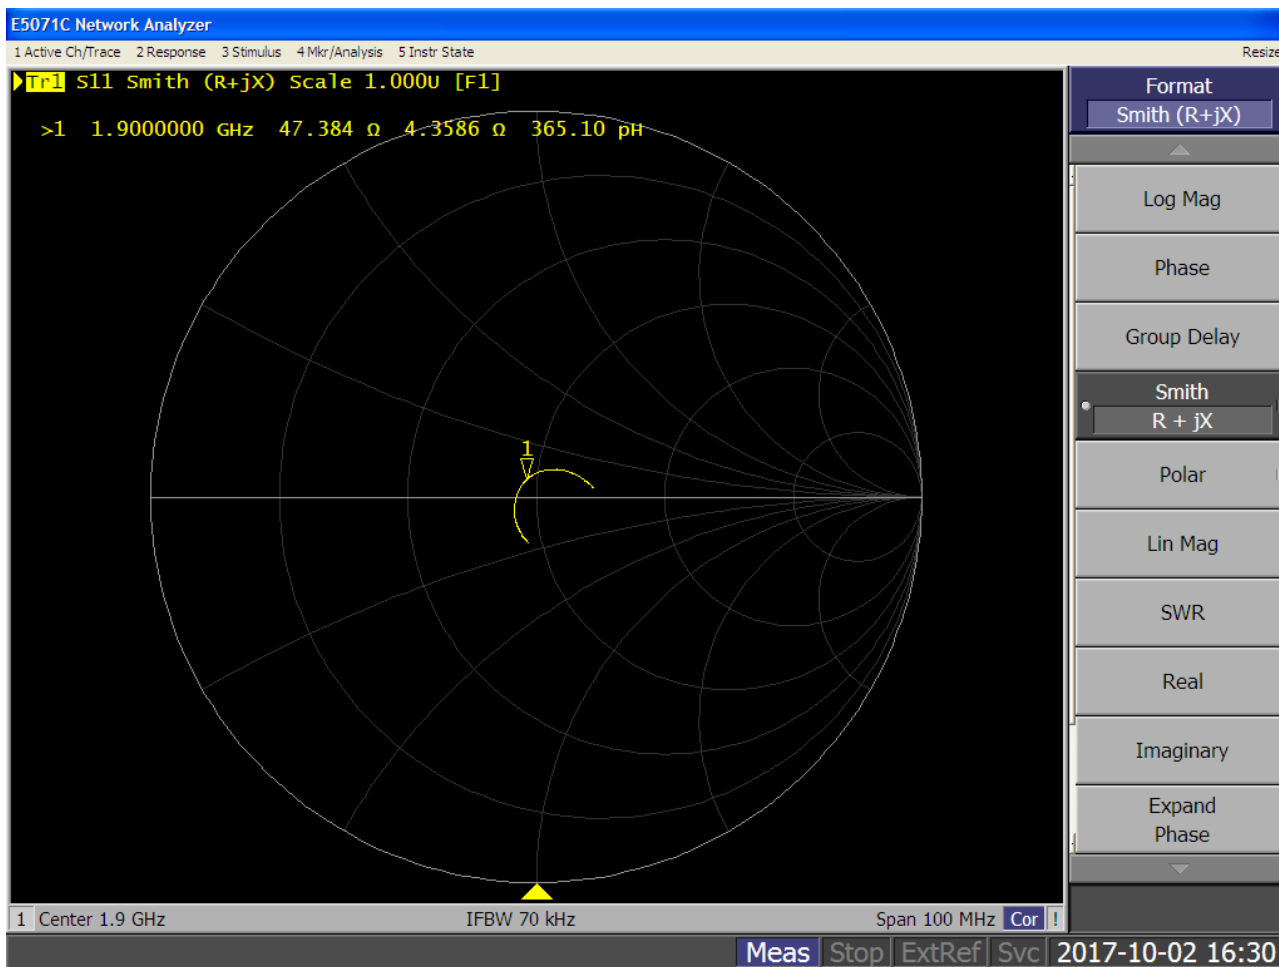 E5071C Network Analyzer
1 Active Ch/Trace 2 Response 3 Stimulus 4 Mkr/Analysis 5 Instr State Resize
Tr1 S11 Smith (R+jX) Scale 1.000U [F1]
>1 1.9000000 GHz 47.384 Ω 4.3586 Ω 365.10 pH
1
Format
Smith (R+jX)
Log Mag
Phase
Group Delay
Smith
R + jX
Polar
Lin Mag
SWR
Real
Imaginary
Expand
Phase
1 Center 1.9 GHz IFBW 70 kHz Span 100 MHz Cor !
Meas Stop ExtRef Svc 2017-10-02 16:30